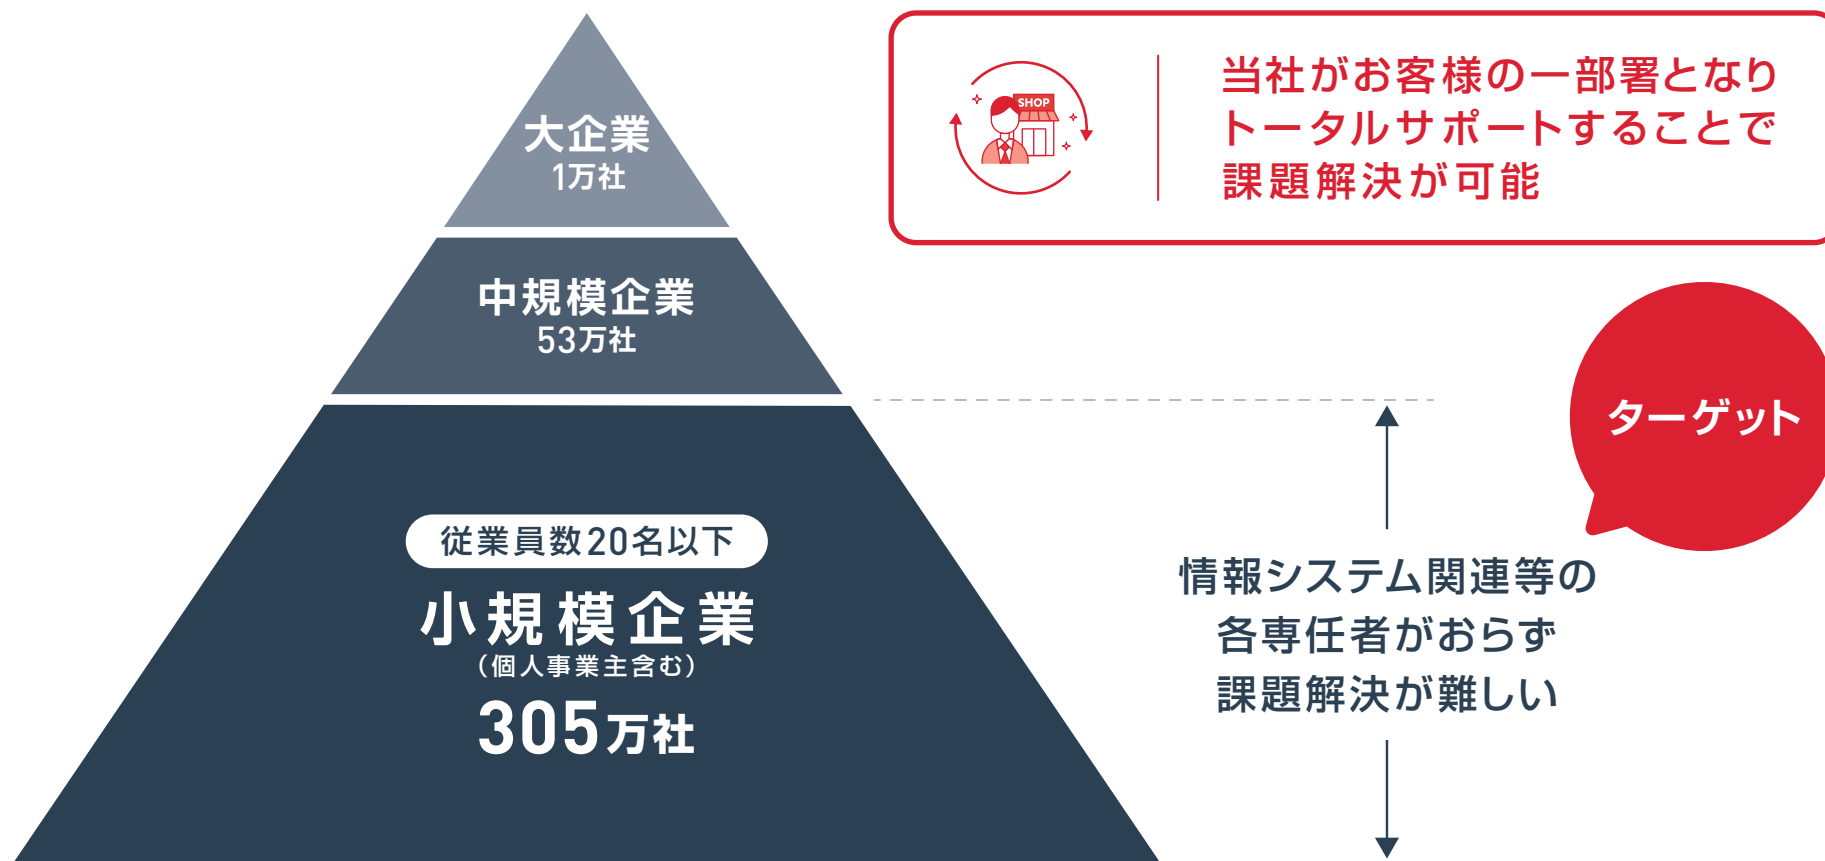 大企業
1万社
中規模企業
53万社
従業員数20名以下
小規模企業
（個人事業主含む）
305万社
SHOP
当社がお客様の一部署となり
トータルサポートすることで
課題解決が可能
ターゲット
情報システム関連等の
各専任者がおらず
課題解決が難しい